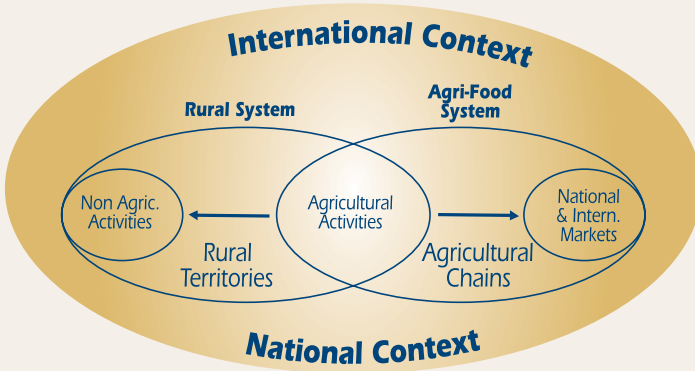 International Context
Rural System
Agri-Food
System
Non Agric.
Activities
Agricultural
Activities
National
& Intern.
Markets
Rural
Territories
Agricultural
Chains
National Context